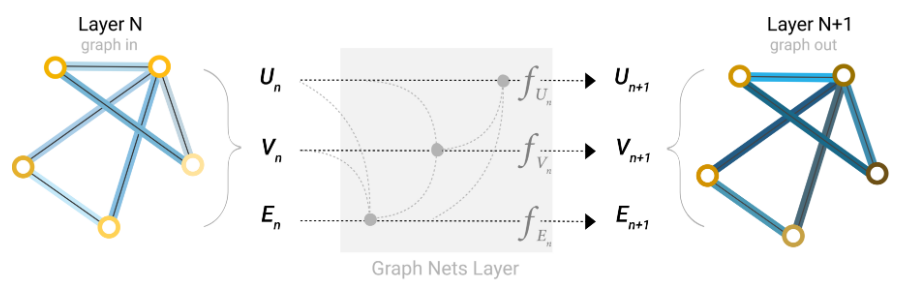 Layer N
graph in
Layer N+1
graph out
U_n
f_{U_n}
U_{n+1}
V_n
f_{V_n}
V_{n+1}
E_n
f_{E_n}
E_{n+1}
Graph Nets Layer